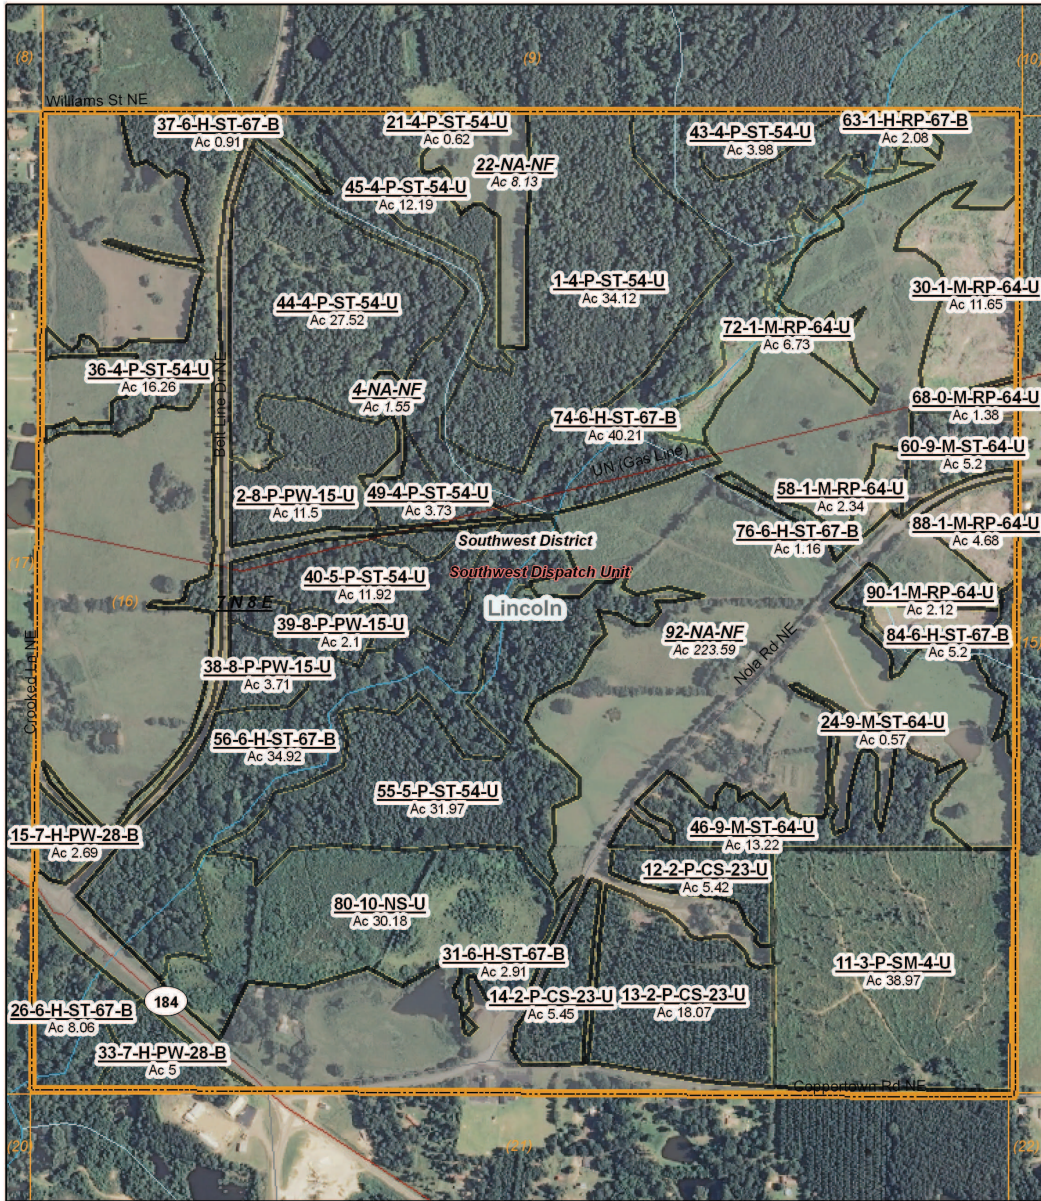 (8)
(9)
(10)
Williams St NE
37-6-H-ST-67-B
Ac 0.91
21-4-P-ST-54-U
Ac 0.62
43-4-P-ST-54-U
Ac 3.98
63-1-H-RP-67-B
Ac 2.08
22-NA-NF
Ac 8.13
45-4-P-ST-54-U
Ac 12.19
1-4-P-ST-54-U
Ac 34.12
30-1-M-RP-64-U
Ac 11.65
44-4-P-ST-54-U
Ac 27.52
72-1-M-RP-64-U
Ac 6.73
36-4-P-ST-54-U
Ac 16.26
Belt Line Dr NE
4-NA-NF
Ac 1.55
68-0-M-RP-64-U
Ac 1.38
74-6-H-ST-67-B
Ac 40.21
60-9-M-ST-64-U
Ac 5.2
UN (Gas Line)
2-8-P-PW-15-U
Ac 11.5
49-4-P-ST-54-U
Ac 3.73
58-1-M-RP-64-U
Ac 2.34
76-6-H-ST-67-B
Ac 1.16
88-1-M-RP-64-U
Ac 4.68
Southwest District
(17)
Southwest Dispatch Unit
40-5-P-ST-54-U
Ac 11.92
(16)
7 N 8 E
Lincoln
90-1-M-RP-64-U
Ac 2.12
39-8-P-PW-15-U
Ac 2.1
92-NA-NF
Ac 223.59
84-6-H-ST-67-B
Ac 5.2
(15)
Crooked Ln NE
38-8-P-PW-15-U
Ac 3.71
Nola Rd NE
24-9-M-ST-64-U
Ac 0.57
56-6-H-ST-67-B
Ac 34.92
55-5-P-ST-54-U
Ac 31.97
15-7-H-PW-28-B
Ac 2.69
46-9-M-ST-64-U
Ac 13.22
12-2-P-CS-23-U
Ac 5.42
80-10-NS-U
Ac 30.18
31-6-H-ST-67-B
Ac 2.91
11-3-P-SM-4-U
Ac 38.97
184
14-2-P-CS-23-U
Ac 5.45
13-2-P-CS-23-U
Ac 18.07
26-6-H-ST-67-B
Ac 8.06
33-7-H-PW-28-B
Ac 5
Coppertown Rd NE
(20)
(21)
(22)